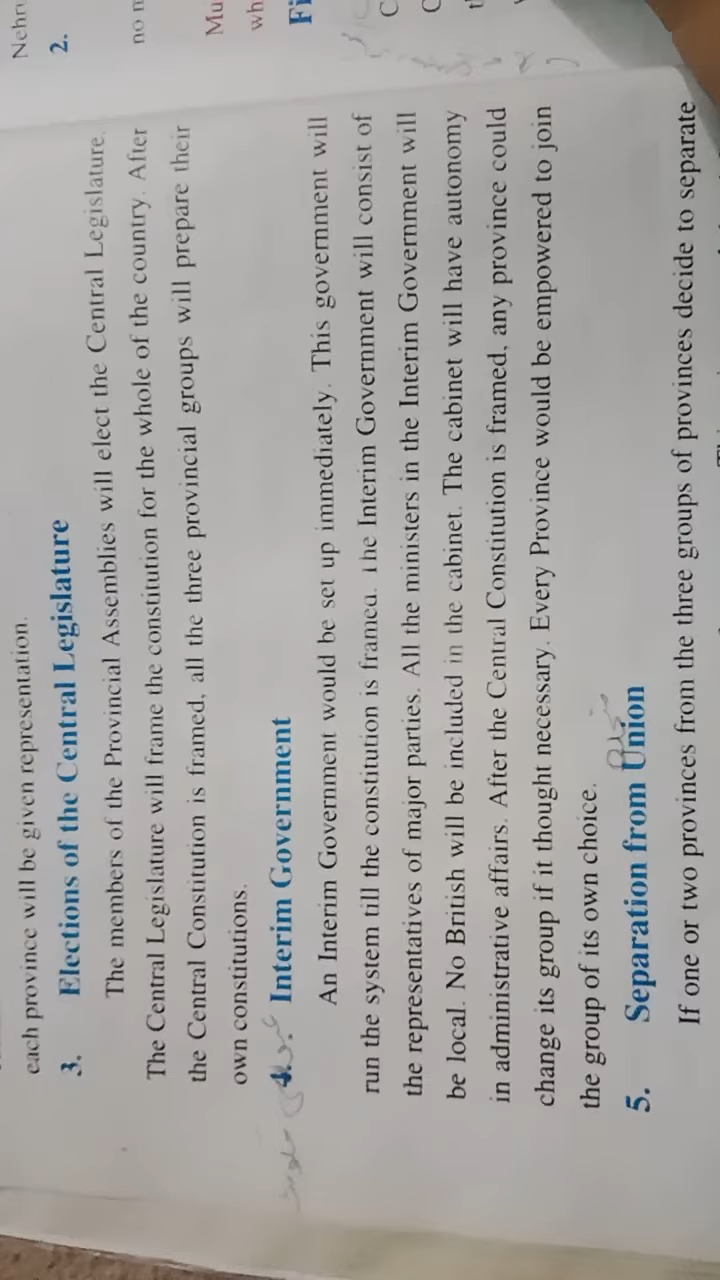 each province will be given representation.
3. Elections of the Central Legislature
The members of the Provincial Assemblies will elect the Central Legislature.
The Central Legislature will frame the constitution for the whole of the country. After
the Central Constitution is framed, all the three provincial groups will prepare their
own constitutions.
4. Interim Government
An Interim Government would be set up immediately. This government will
run the system till the constitution is framed. The Interim Government will consist of
the representatives of major parties. All the ministers in the Interim Government will
be local. No British will be included in the cabinet. The cabinet will have autonomy
in administrative affairs. After the Central Constitution is framed, any province could
change its group if it thought necessary. Every Province would be empowered to join
the group of its own choice.
5. Separation from Union
If one or two provinces from the three groups of provinces decide to separate
2.